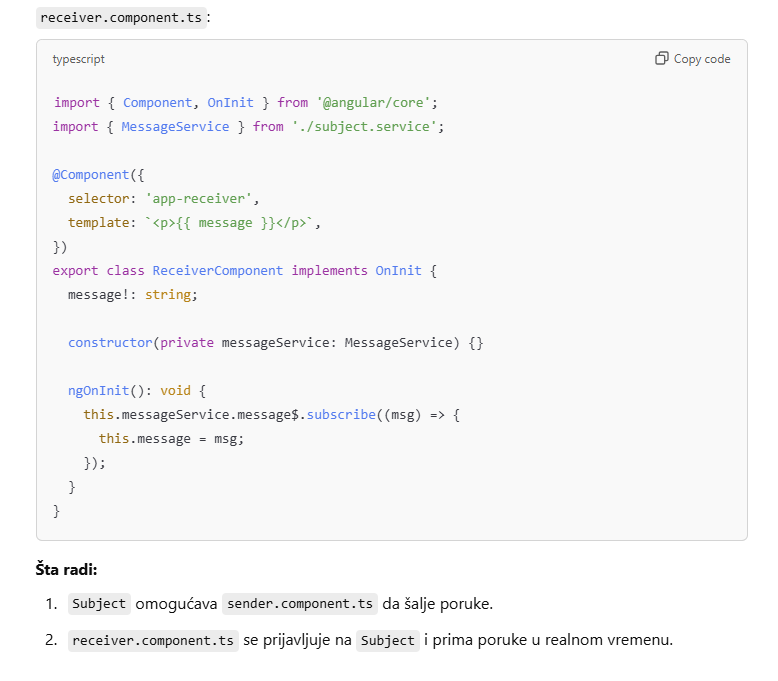 receiver.component.ts:
typescript
Copy code
import { Component, OnInit } from '@angular/core';
import { MessageService } from './subject.service';
@Component({
  selector: 'app-receiver',
  template: `<p>{{ message }}</p>`,
})
export class ReceiverComponent implements OnInit {
  message!: string;
  constructor(private messageService: MessageService) {}
  ngOnInit(): void {
    this.messageService.message$.subscribe((msg) => {
      this.message = msg;
    });
  }
}
Šta radi:
1. Subject omogućava sender.component.ts da šalje poruke.
2. receiver.component.ts se prijavljuje na Subject i prima poruke u realnom vremenu.